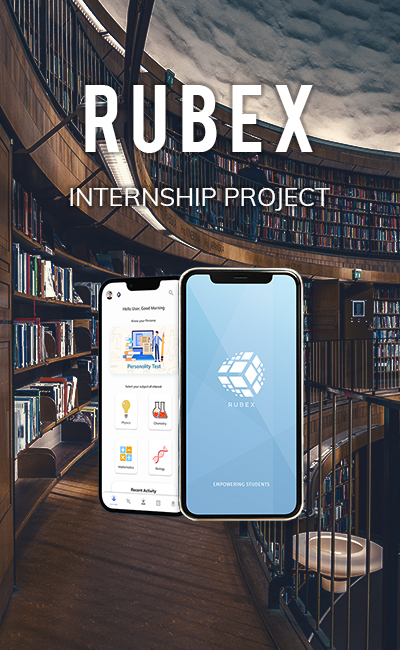 RUBEX
INTERNSHIP PROJECT
Hello User, Good Morning
Know your Persona
Personality Test
Select your subject of interest
Physics
Chemistry
Mathematics
Biology
Recent Activity
RUBEX
EMPOWERING STUDENTS